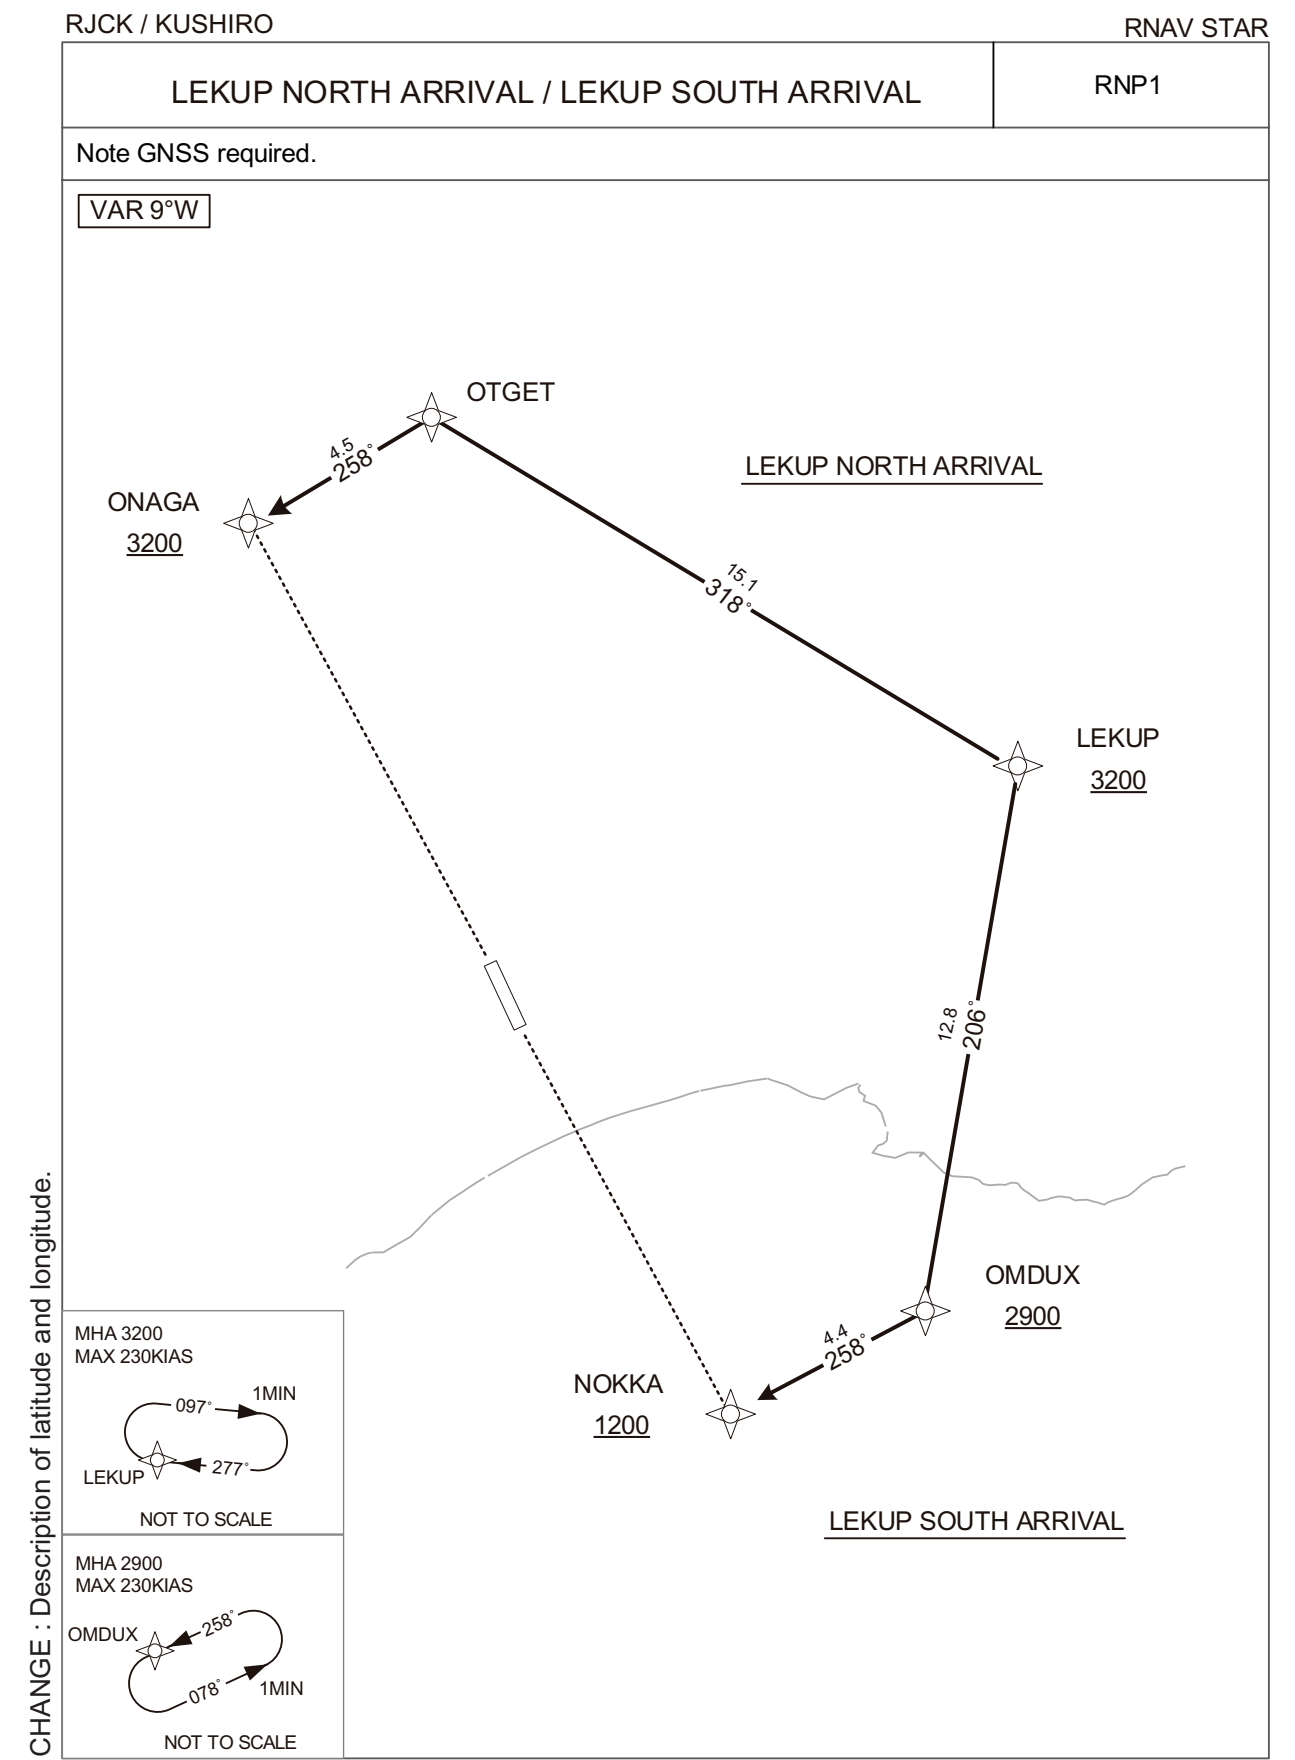 RJCK / KUSHIRO
RNAV STAR
LEKUP NORTH ARRIVAL / LEKUP SOUTH ARRIVAL
RNP1
Note GNSS required.
VAR 9°W
OTGET
4.5
258°
LEKUP NORTH ARRIVAL
ONAGA
3200
15.1
318°
LEKUP
3200
12.8
206°
OMDUX
2900
4.4
258°
NOKKA
1200
LEKUP SOUTH ARRIVAL
MHA 3200
MAX 230KIAS
097°
1MIN
277°
LEKUP
NOT TO SCALE
MHA 2900
MAX 230KIAS
258°
OMDUX
078°
1MIN
NOT TO SCALE
CHANGE : Description of latitude and longitude.